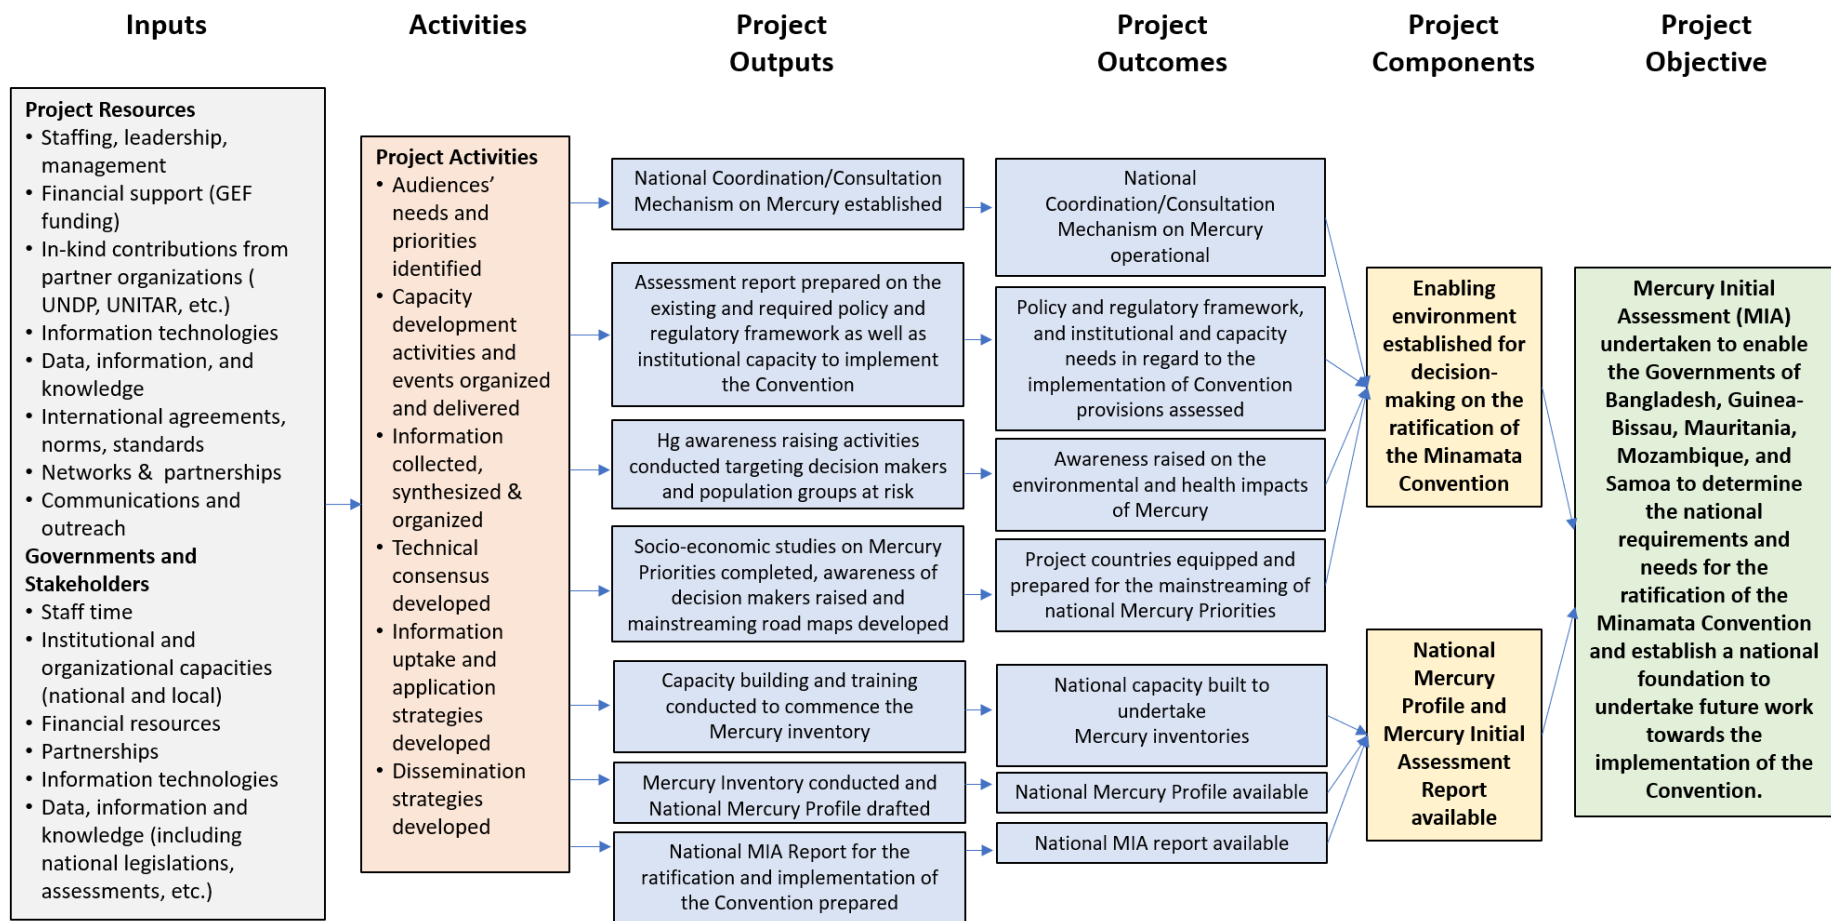 Inputs
Activities
Project
Outputs
Project
Outcomes
Project
Components
Project
Objective
Project Resources
• Staffing, leadership,
management
• Financial support (GEF
funding)
• In-kind contributions from
partner organizations (
UNDP, UNITAR, etc.)
• Information technologies
• Data, information, and
knowledge
• International agreements,
norms, standards
• Networks & partnerships
• Communications and
outreach
Governments and
Stakeholders
• Staff time
• Institutional and
organizational capacities
(national and local)
• Financial resources
• Partnerships
• Information technologies
• Data, information and
knowledge (including
national legislations,
assessments, etc.)
Project Activities
• Audiences’
needs and
priorities
identified
• Capacity
development
activities and
events organized
and delivered
• Information
collected,
synthesized &
organized
• Technical
consensus
developed
• Information
uptake and
application
strategies
developed
• Dissemination
strategies
developed
National Coordination/Consultation
Mechanism on Mercury established
Assessment report prepared on the
existing and required policy and
regulatory framework as well as
institutional capacity to implement
the Convention
Hg awareness raising activities
conducted targeting decision makers
and population groups at risk
Socio-economic studies on Mercury
Priorities completed, awareness of
decision makers raised and
mainstreaming road maps developed
Capacity building and training
conducted to commence the
Mercury inventory
Mercury Inventory conducted and
National Mercury Profile drafted
National MIA Report for the
ratification and implementation of
the Convention prepared
National
Coordination/Consultation
Mechanism on Mercury
operational
Policy and regulatory framework,
and institutional and capacity
needs in regard to the
implementation of Convention
provisions assessed
Awareness raised on the
environmental and health impacts
of Mercury
Project countries equipped and
prepared for the mainstreaming of
national Mercury Priorities
National capacity built to
undertake
Mercury inventories
National Mercury Profile available
National MIA report available
Enabling
environment
established for
decision-
making on the
ratification of
the Minamata
Convention
National
Mercury
Profile and
Mercury Initial
Assessment
Report
available
Mercury Initial
Assessment (MIA)
undertaken to enable
the Governments of
Bangladesh, Guinea-
Bissau, Mauritania,
Mozambique, and
Samoa to determine
the national
requirements and
needs for the
ratification of the
Minamata Convention
and establish a national
foundation to
undertake future work
towards the
implementation of the
Convention.